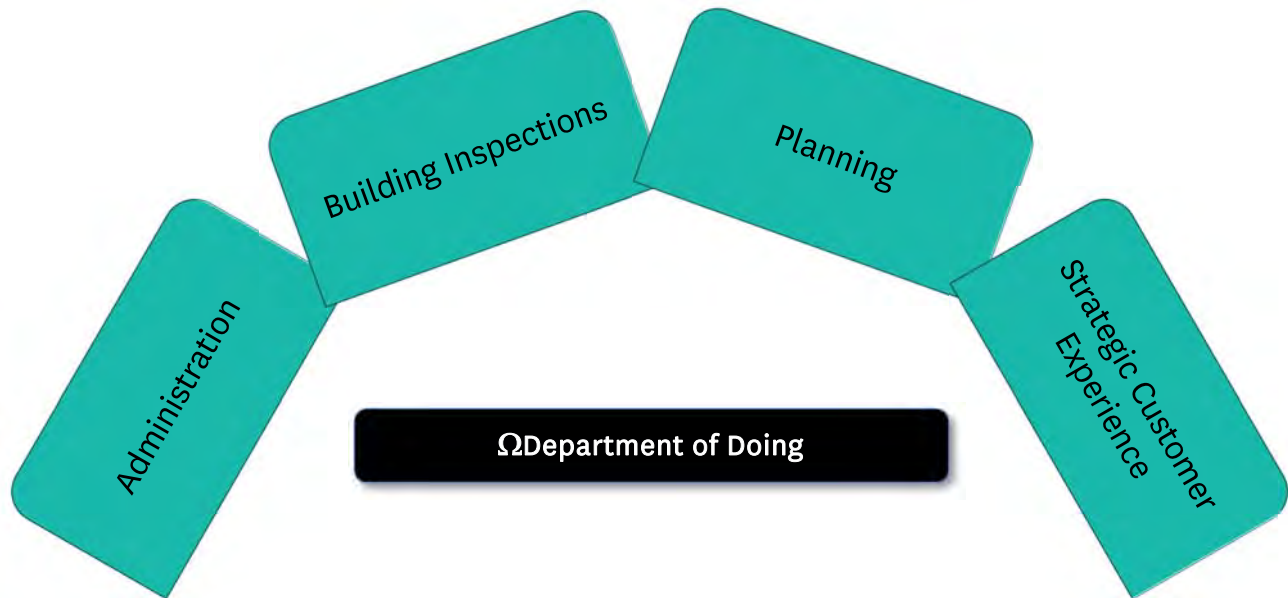 Building Inspections
Planning
Administration
Strategic Customer
Experience
ΩDepartment of Doing